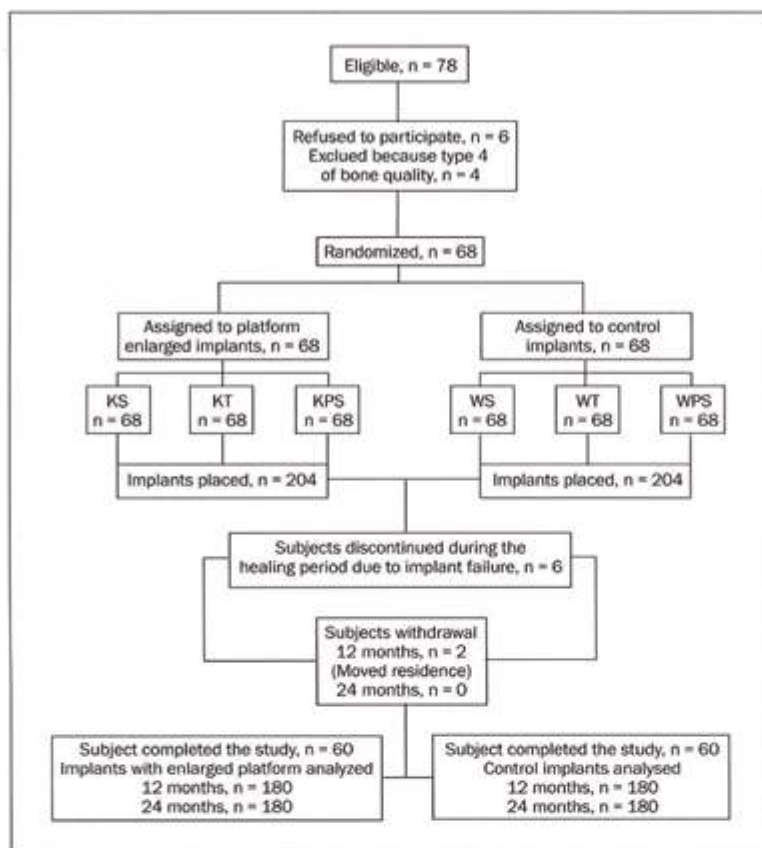 Eligible, n = 78
Refused to participate, n = 6
Exclued because type 4
of bone quality, n = 4
Randomized, n = 68
Assigned to platform
enlarged implants, n = 68
Assigned to control
implants, n = 68
KS
n = 68
KT
n = 68
KPS
n = 68
WS
n = 68
WT
n = 68
WPS
n = 68
Implants placed, n = 204
Implants placed, n = 204
Subjects discontinued during the
healing period due to implant failure, n = 6
Subjects withdrawal
12 months, n = 2
(Moved residence)
24 months, n = 0
Subject completed the study, n = 60
Implants with enlarged platform analyzed
12 months, n = 180
24 months, n = 180
Subject completed the study, n = 60
Control implants analysed
12 months, n = 180
24 months, n = 180